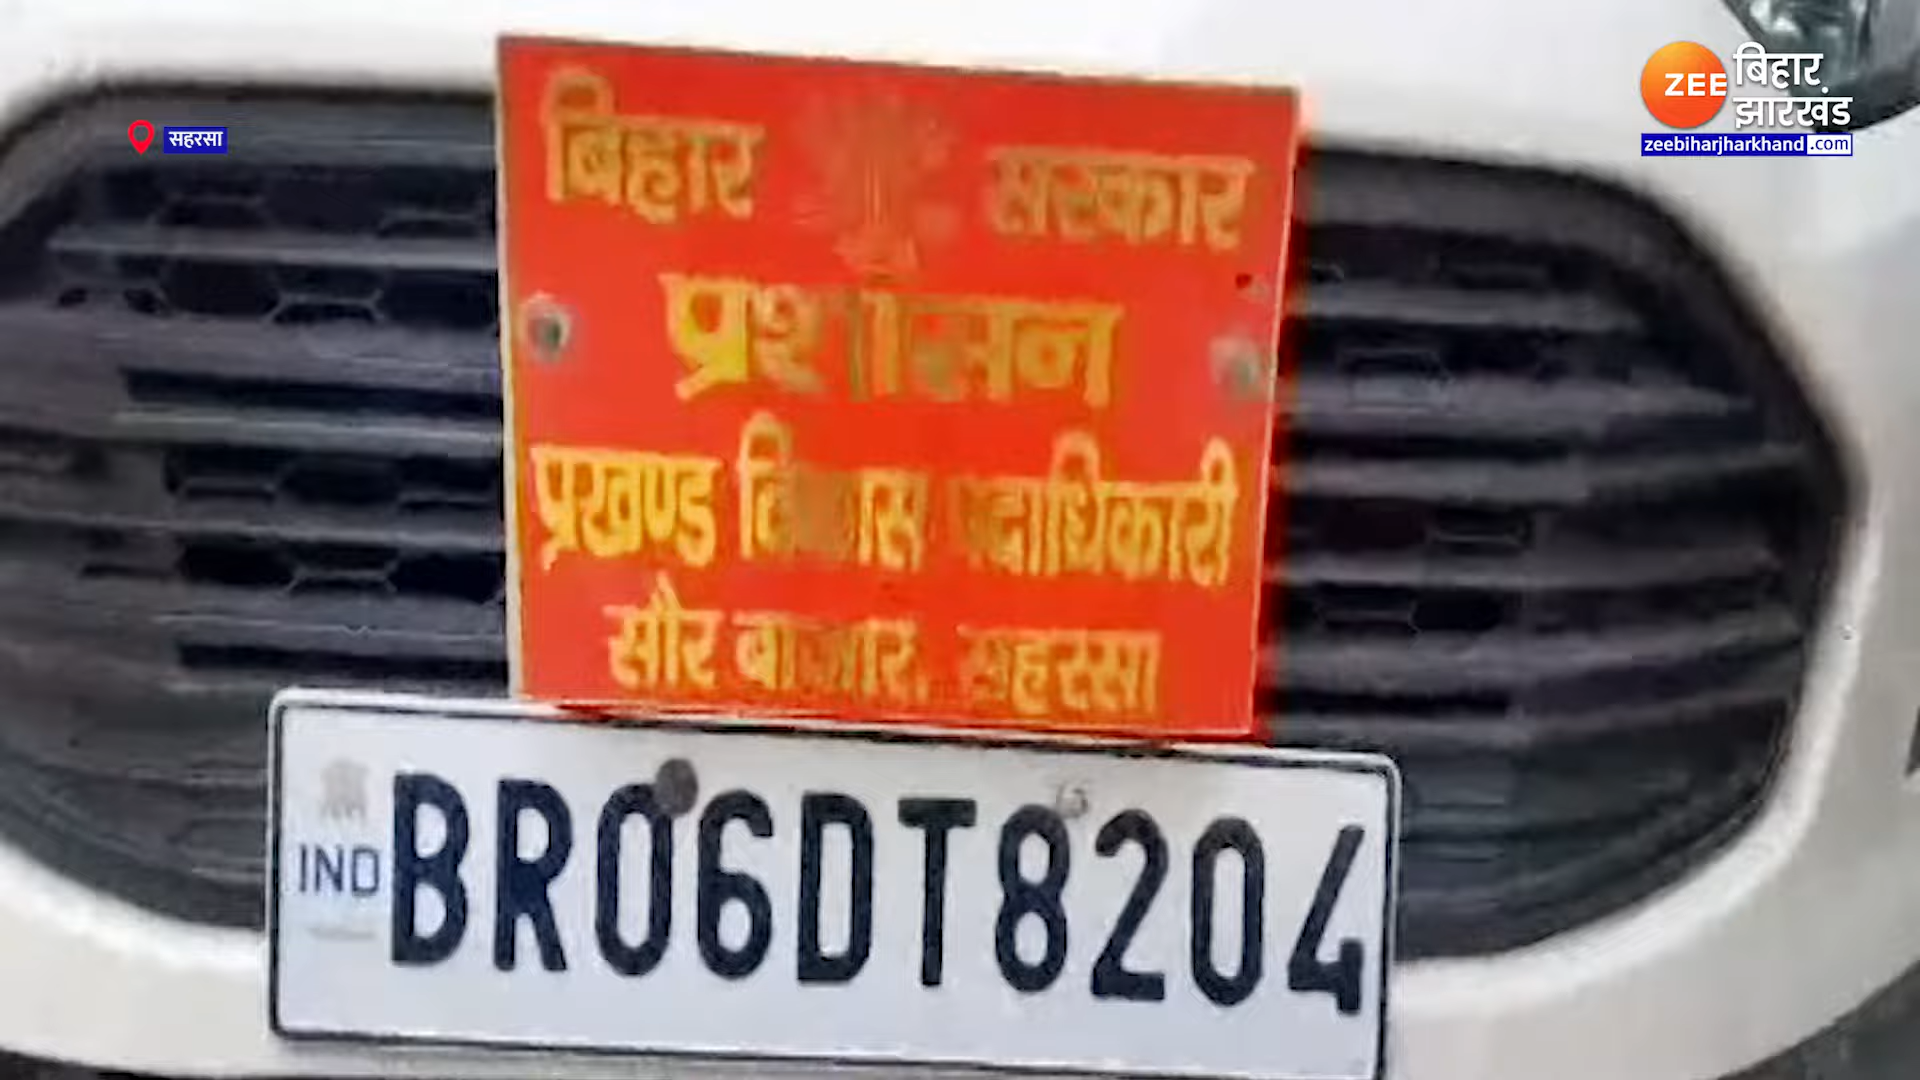 सहरसा
ZEE बिहार झारखंड
zeebiharjharkhand.com
बिहार सरकार
प्रशासन
प्रखण्ड विकास पदाधिकारी
सौर बाजार, सहरसा
IND BR06DT8204